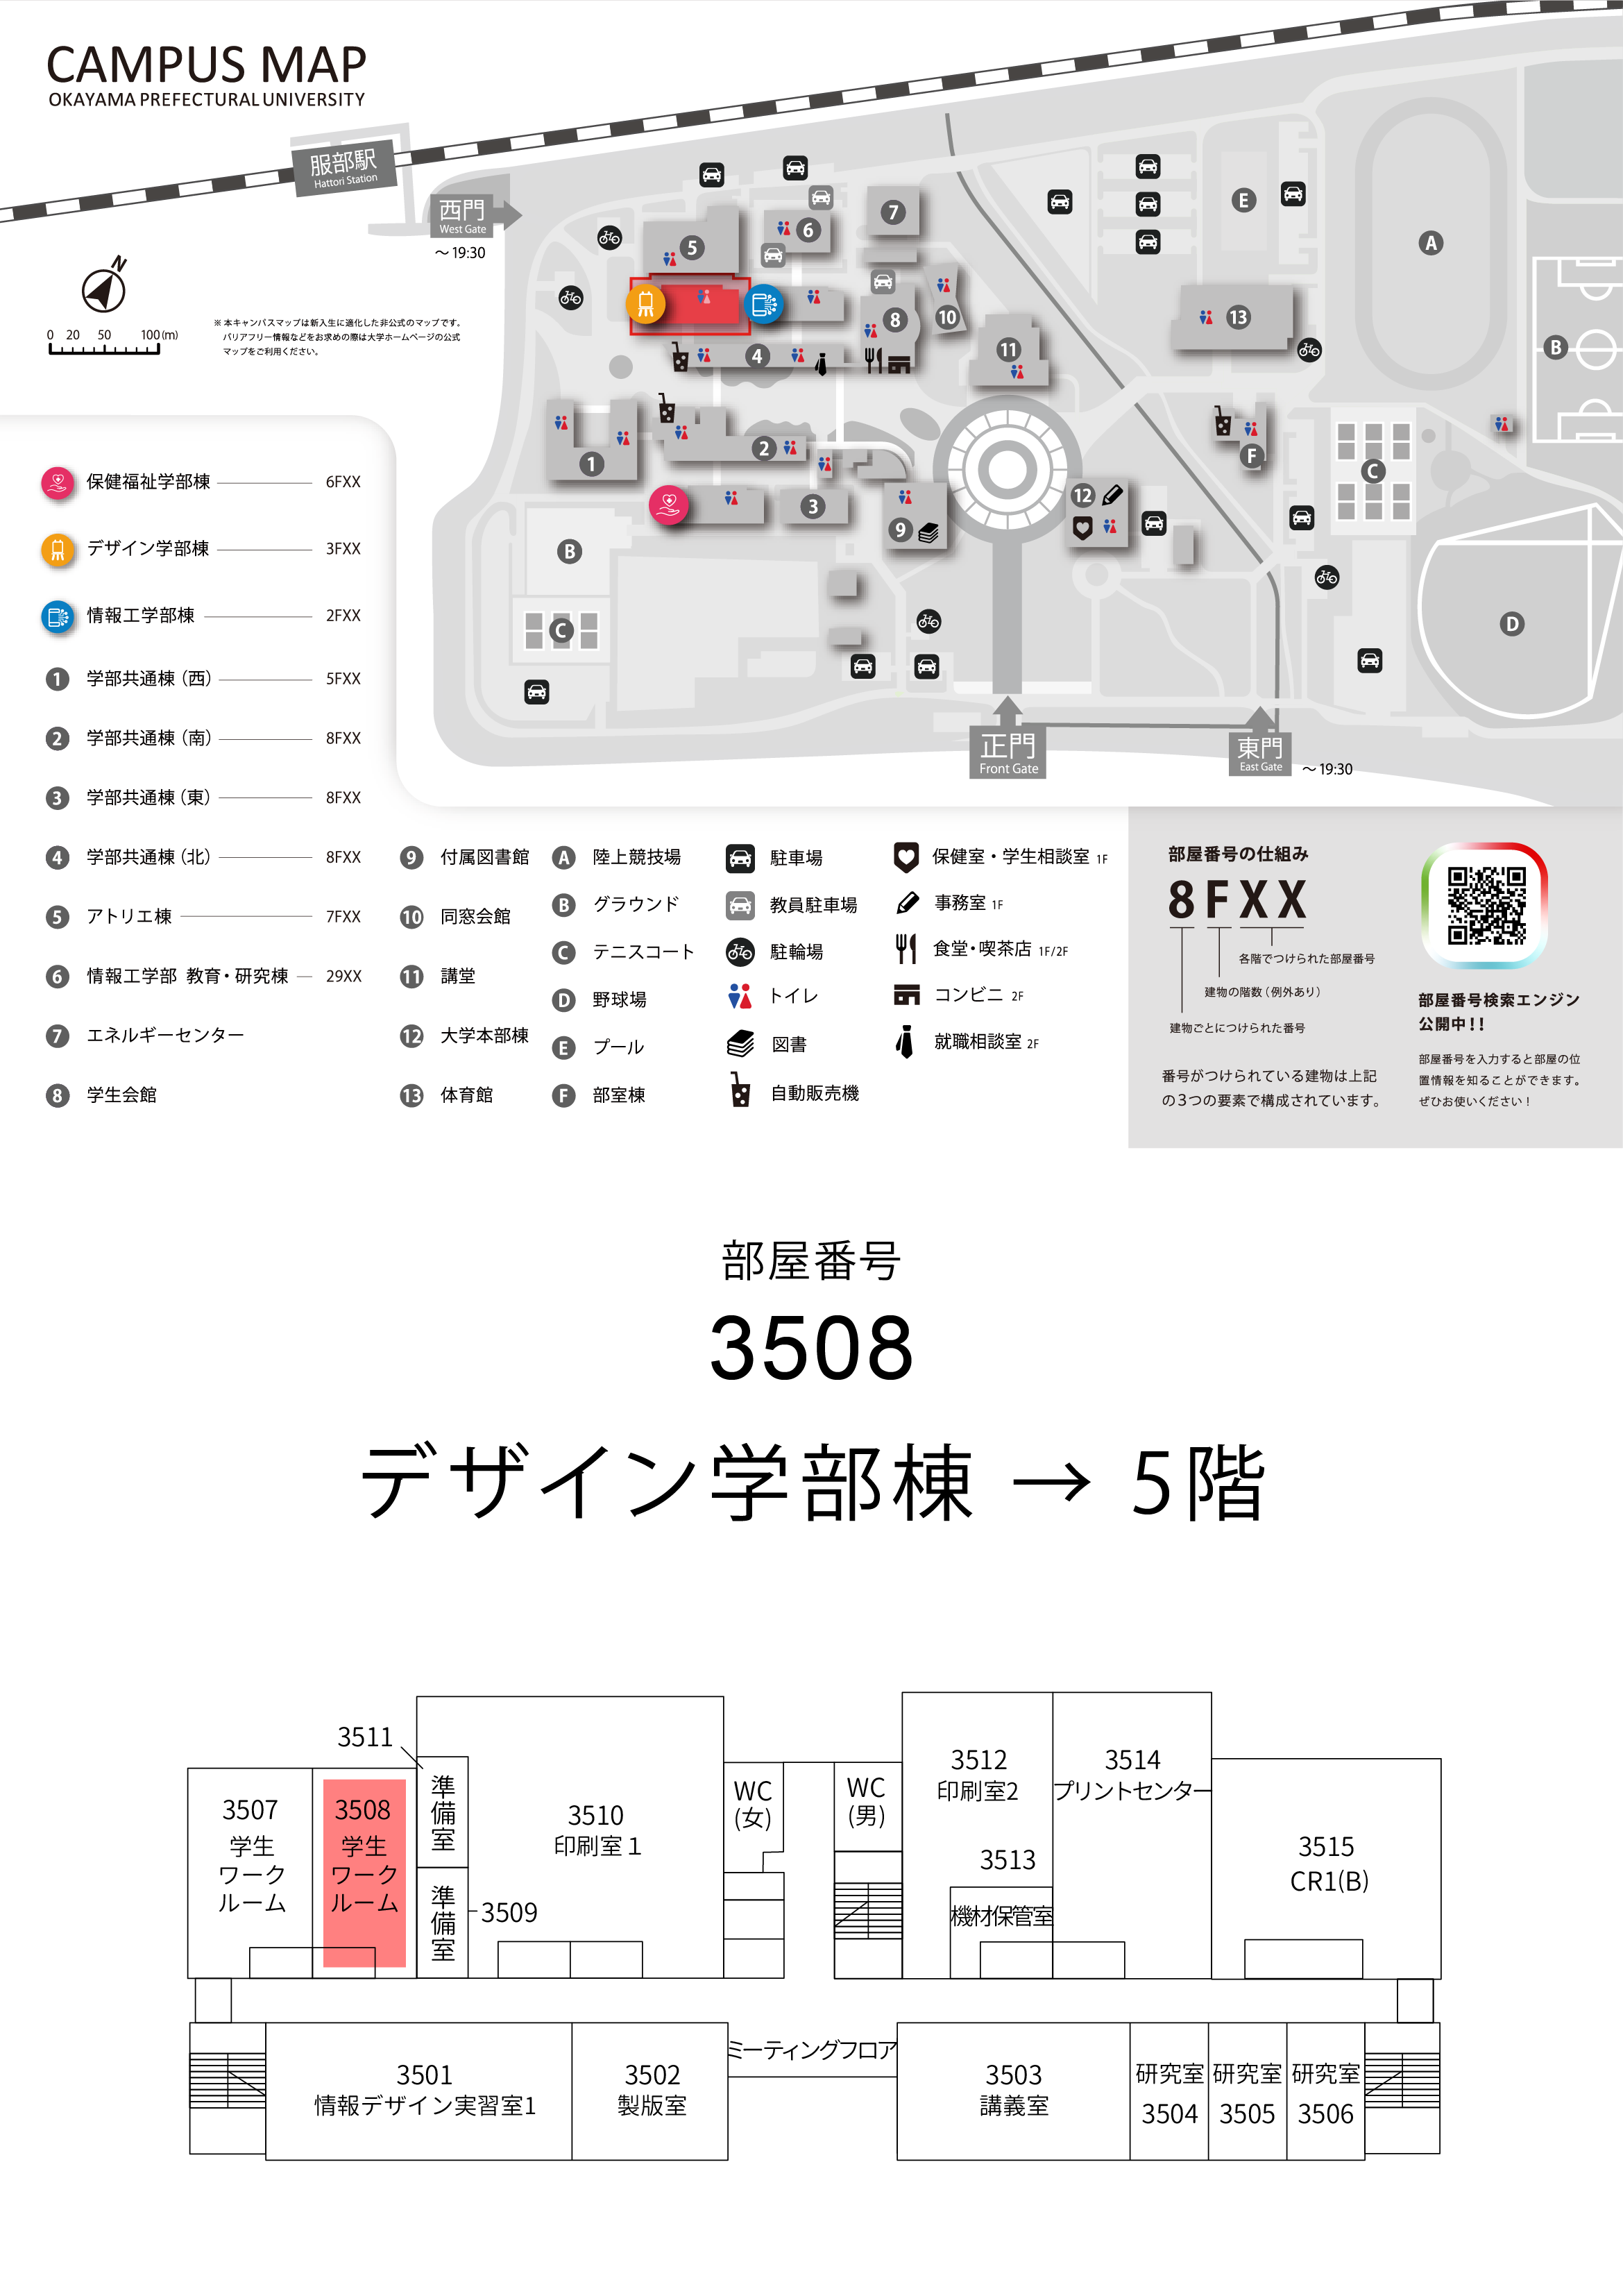 CAMPUS MAP
OKAYAMA PREFECTURAL UNIVERSITY
服部駅
Hattori Station
西門
West Gate
～19:30
N
0 20 50 100(m)
※ 本キャンパスマップは新入生に適化した非公式のマップです。
バリアフリー情報などをお求めの際は大学ホームページの公式
マップをご利用ください。
7
6
5
E
A
13
8
10
11
B
4
2
1
F
C
12
3
9
B
C
D
正門
Front Gate
東門
East Gate
～19:30
保健福祉学部棟 6FXX
デザイン学部棟 3FXX
情報工学部棟 2FXX
1 学部共通棟（西） 5FXX
2 学部共通棟（南） 8FXX
3 学部共通棟（東） 8FXX
4 学部共通棟（北） 8FXX
5 アトリエ棟 7FXX
6 情報工学部 教育・研究棟 29XX
7 エネルギーセンター
8 学生会館
9 付属図書館
10 同窓会館
11 講堂
12 大学本部棟
13 体育館
A 陸上競技場
B グラウンド
C テニスコート
D 野球場
E プール
F 部室棟
駐車場
教員駐車場
駐輪場
トイレ
図書
自動販売機
保健室・学生相談室 1F
事務室 1F
食堂・喫茶店 1F/2F
コンビニ 2F
就職相談室 2F
部屋番号の仕組み
8FXX
各階でつけられた部屋番号
建物の階数（例外あり）
建物ごとにつけられた番号
番号がつけられている建物は上記
の3つの要素で構成されています。
部屋番号検索エンジン
公開中！！
部屋番号を入力すると部屋の位
置情報を知ることができます。
ぜひお使いください！
部屋番号
3508
デザイン学部棟 → 5階
3511
3507
学生
ワーク
ルーム
3508
学生
ワーク
ルーム
準備室
準備室
3509
3510
印刷室 1
WC
(女)
WC
(男)
3512
印刷室2
3513
機材保管室
3514
プリントセンター
3515
CR1(B)
3501
情報デザイン実習室1
3502
製版室
ミーティングフロア
3503
講義室
研究室
3504
研究室
3505
研究室
3506